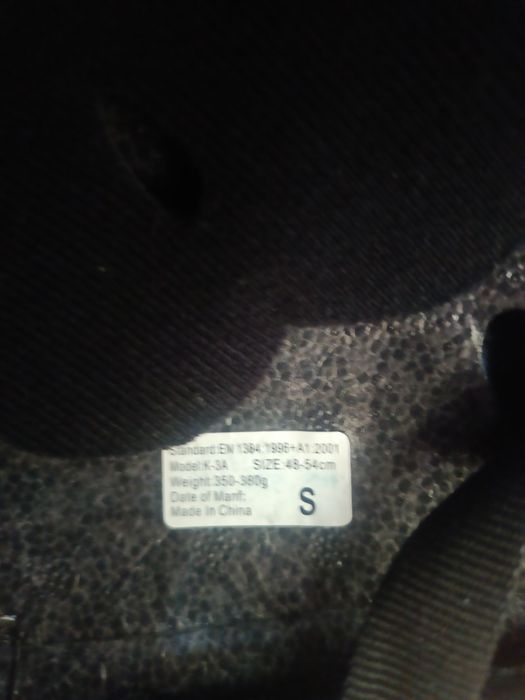 Standard:EN 1384:1996+A1:2001
Model:K-3A SIZE:48-54cm
Weight:350-380g
Date of Manf:
Made In China
S